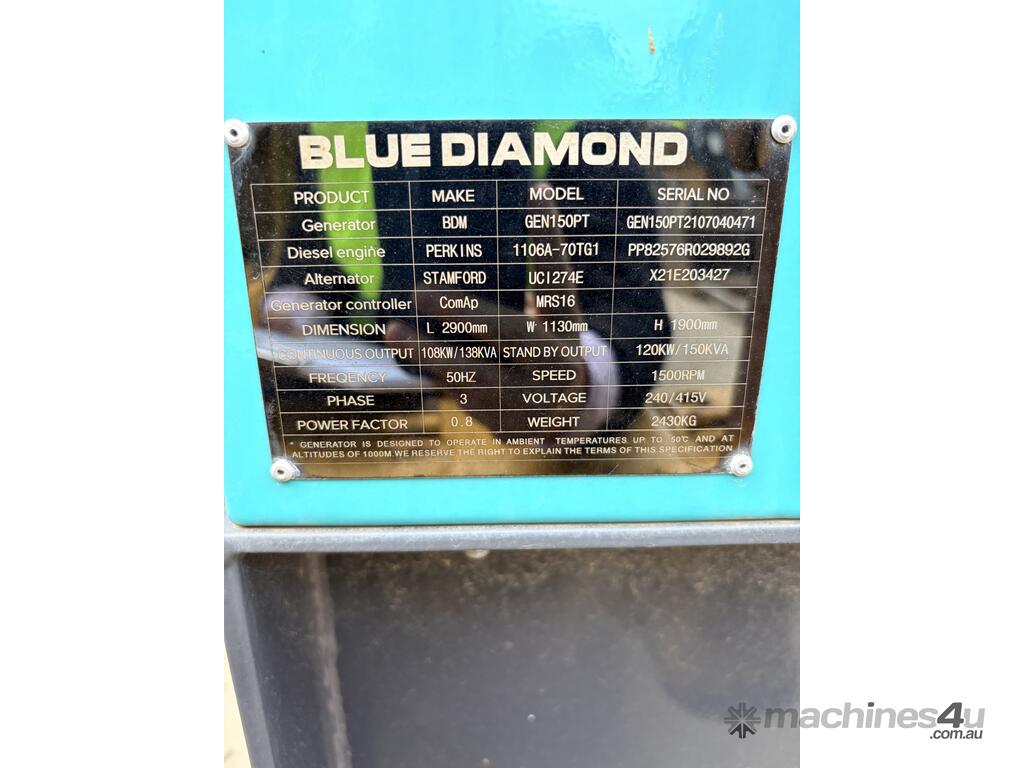 BLUE DIAMOND
PRODUCT MAKE MODEL SERIAL NO
Generator BDM GEN150PT GEN150PT2107040471
Diesel engine PERKINS 1106A-70TG1 PP82576R029892G
Alternator STAMFORD UCI274E X21E203427
Generator controller ComAp MRS16
DIMENSION L 2900mm W 1130mm H 1900mm
CONTINUOUS OUTPUT 108KW/138KVA STAND BY OUTPUT 120KW/150KVA
FREQENCY 50HZ SPEED 1500RPM
PHASE 3 VOLTAGE 240/415V
POWER FACTOR 0.8 WEIGHT 2430KG
* GENERATOR IS DESIGNED TO OPERATE IN AMBIENT TEMPERATURES UP TO 50℃ AND AT
ALTITUDES OF 1000M.WE RESERVE THE RIGHT TO EXPLAIN THE TERMS OF THIS SPECIFICATION
machines4u
.com.au